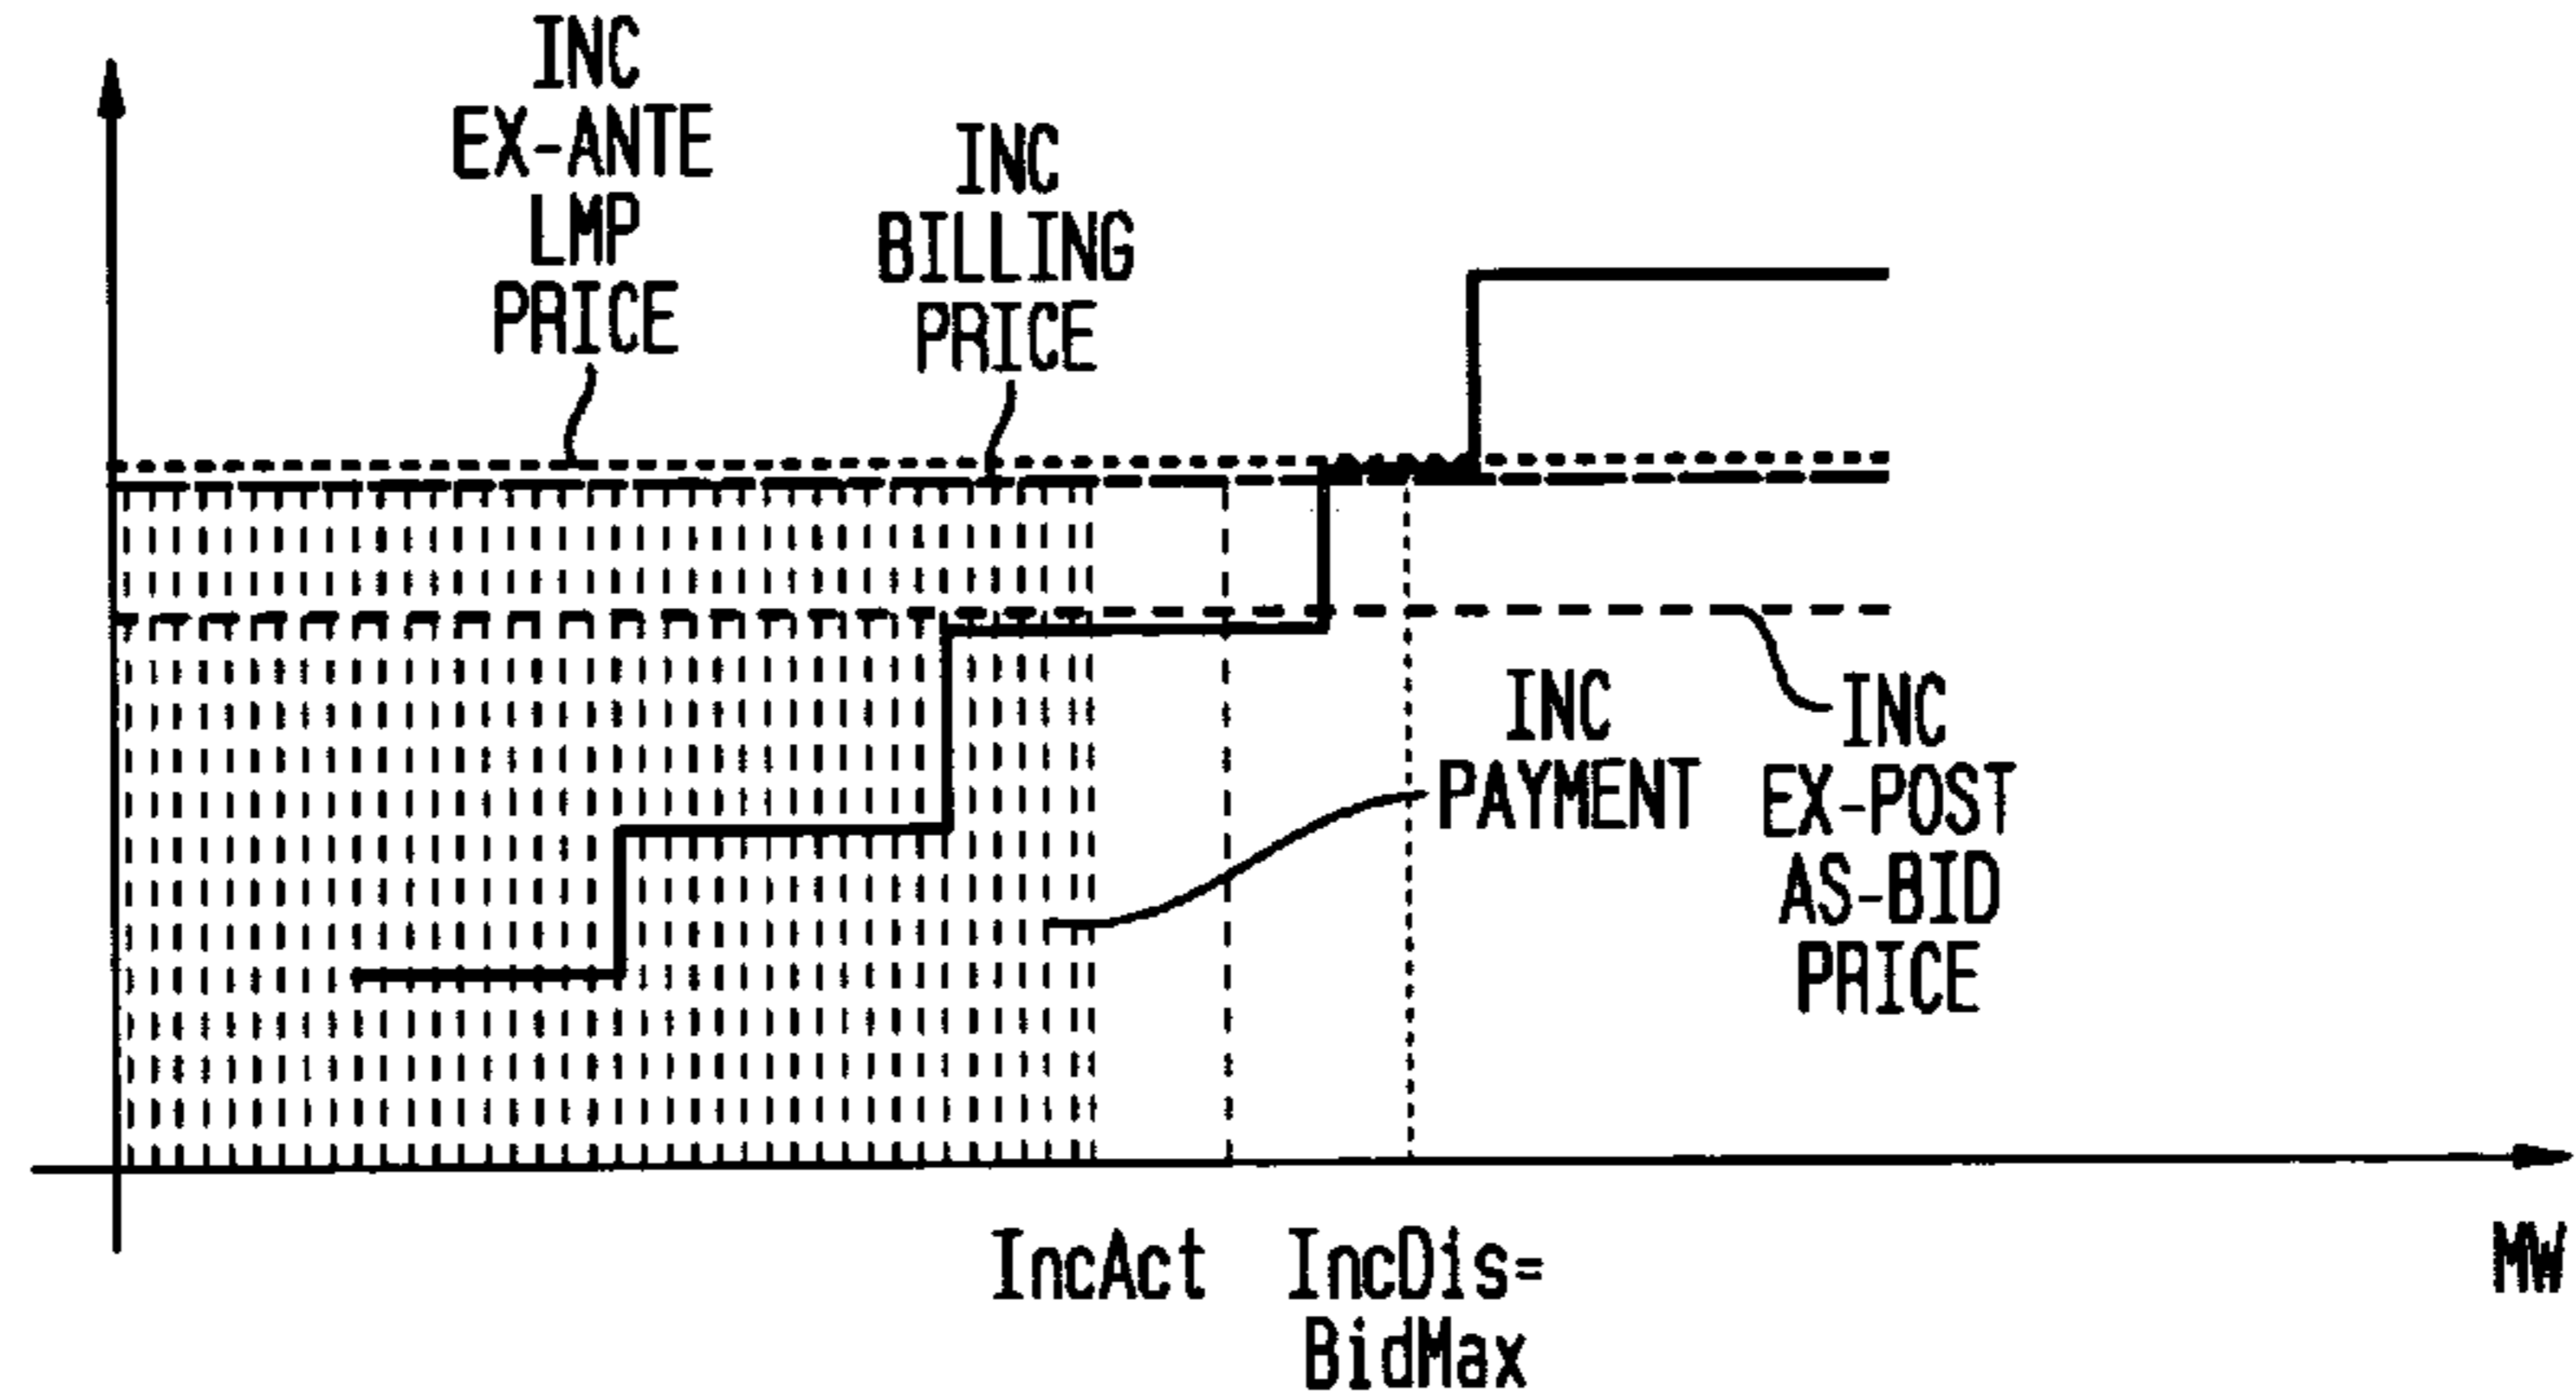 INC
EX-ANTE
LMP
PRICE
INC
BILLING
PRICE
INC
PAYMENT
INC
EX-POST
AS-BID
PRICE
IncAct
IncDis=
BidMax
MW